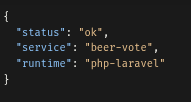 {
  "status": "ok",
  "service": "beer-vote",
  "runtime": "php-laravel"
}